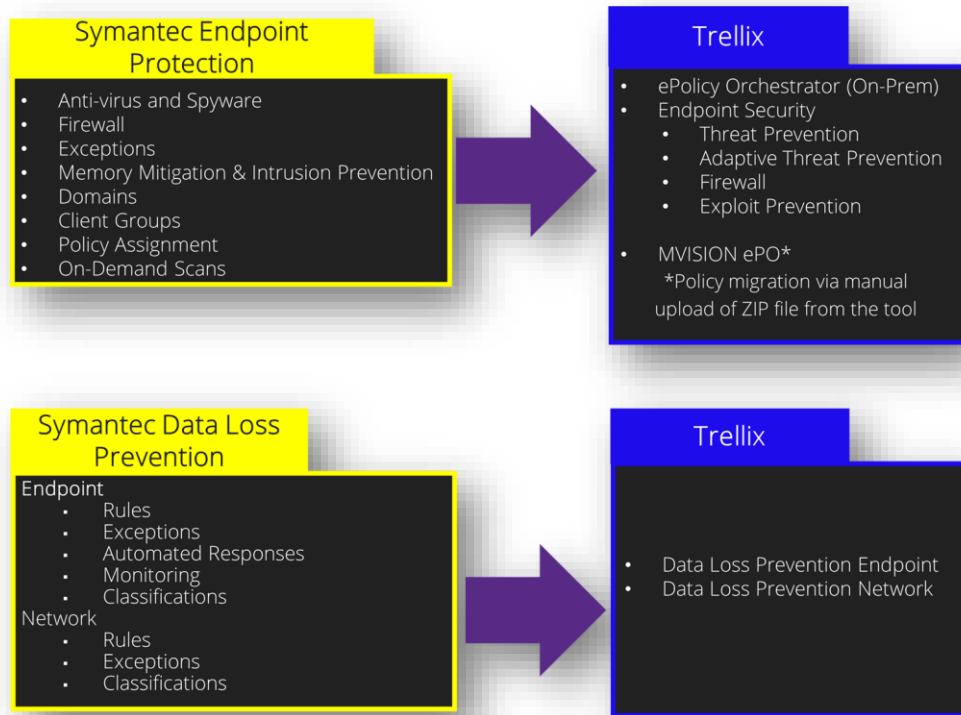 Symantec Endpoint
Protection
• Anti-virus and Spyware
• Firewall
• Exceptions
• Memory Mitigation & Intrusion Prevention
• Domains
• Client Groups
• Policy Assignment
• On-Demand Scans
Trellix
• ePolicy Orchestrator (On-Prem)
• Endpoint Security
• Threat Prevention
• Adaptive Threat Prevention
• Firewall
• Exploit Prevention
• MVISION ePO*
*Policy migration via manual
upload of ZIP file from the tool
Symantec Data Loss
Prevention
Endpoint
▪ Rules
▪ Exceptions
▪ Automated Responses
▪ Monitoring
▪ Classifications
Network
▪ Rules
▪ Exceptions
▪ Classifications
Trellix
• Data Loss Prevention Endpoint
• Data Loss Prevention Network